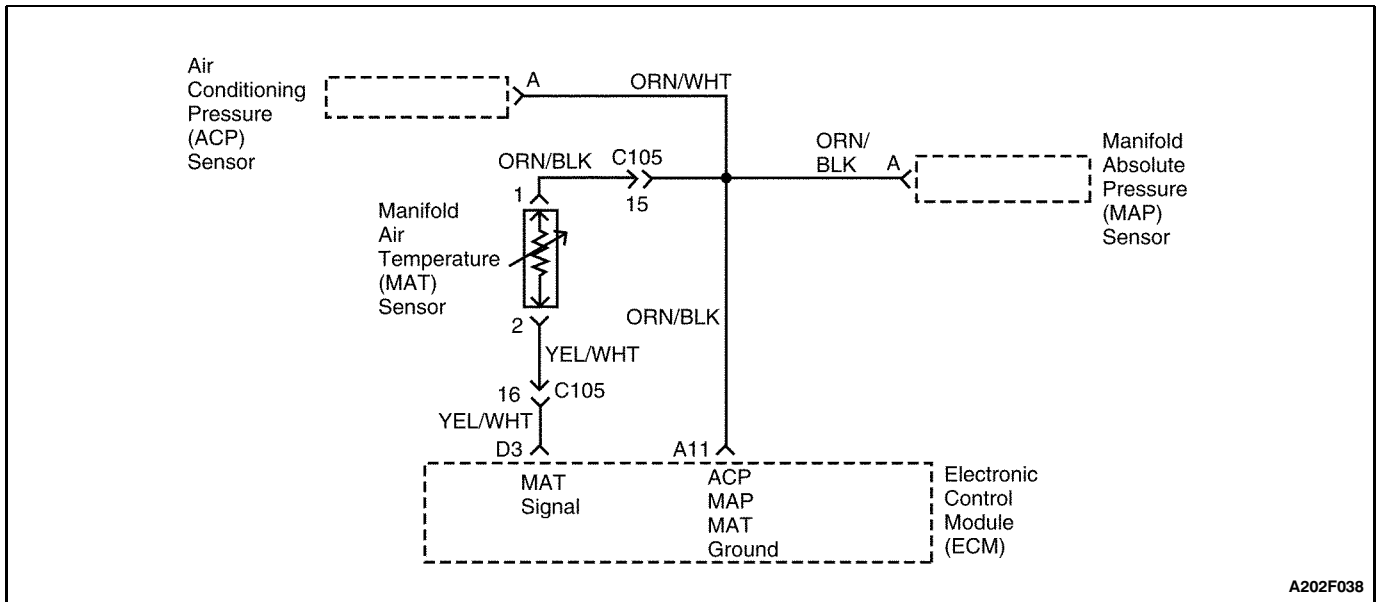 Air
Conditioning
Pressure
(ACP)
Sensor
A
ORN/WHT
ORN/BLK
C105
15
ORN/
BLK
A
Manifold
Absolute
Pressure
(MAP)
Sensor
1
Manifold
Air
Temperature
(MAT)
Sensor
2
ORN/BLK
YEL/WHT
16
C105
YEL/WHT
D3
A11
MAT
Signal
ACP
MAP
MAT
Ground
Electronic
Control
Module
(ECM)
A202F038